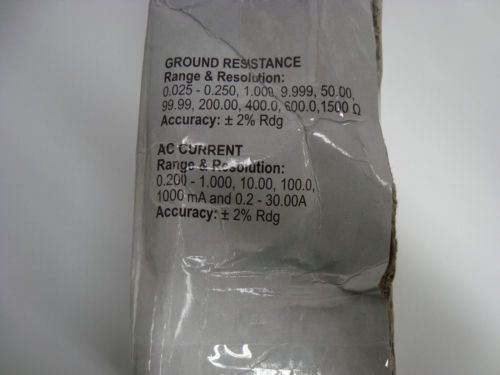 GROUND RESISTANCE
Range & Resolution:
0.025 - 0.250, 1.000, 9.999, 50.00,
99.99, 200.00, 400.0, 600.0,1500 Ω
Accuracy: ± 2% Rdg
AC CURRENT
Range & Resolution:
0.200 - 1.000, 10.00, 100.0,
1000 mA and 0.2 - 30.00A
Accuracy: ± 2% Rdg